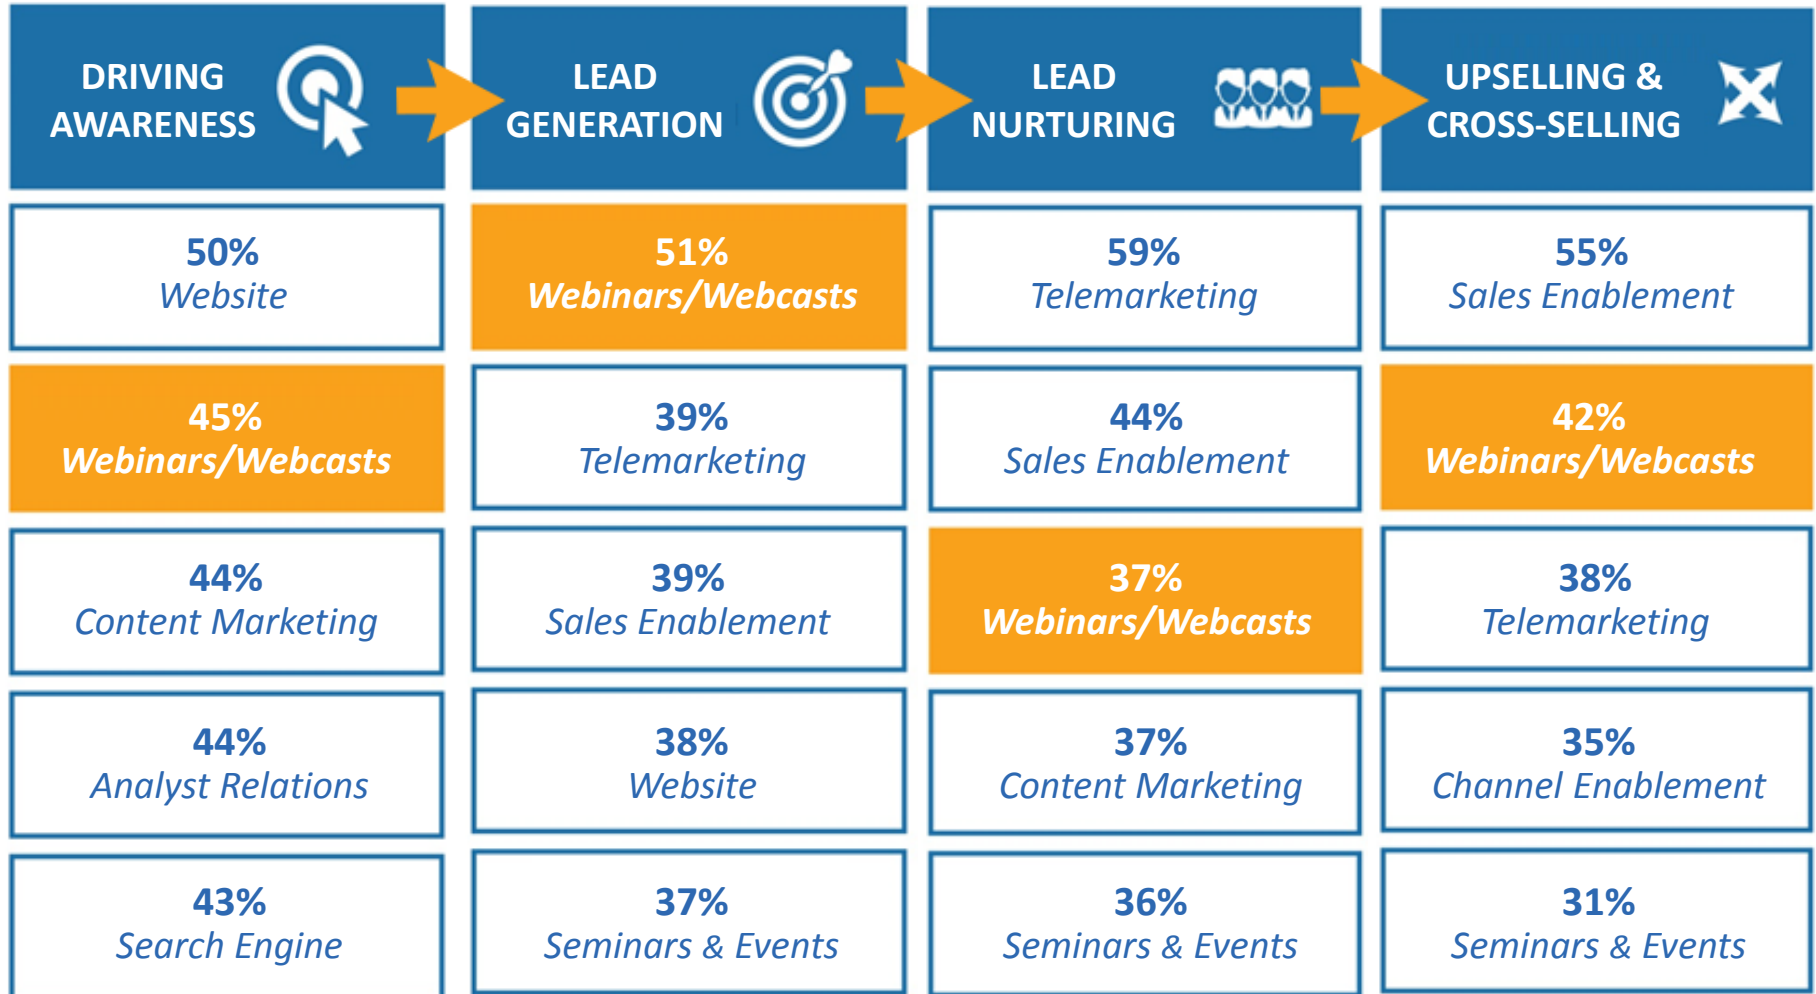 DRIVING
AWARENESS
LEAD
GENERATION
LEAD
NURTURING
UPSELLING &
CROSS-SELLING
50%
Website
51%
Webinars/Webcasts
59%
Telemarketing
55%
Sales Enablement
45%
Webinars/Webcasts
39%
Telemarketing
44%
Sales Enablement
42%
Webinars/Webcasts
44%
Content Marketing
39%
Sales Enablement
37%
Webinars/Webcasts
38%
Telemarketing
44%
Analyst Relations
38%
Website
37%
Content Marketing
35%
Channel Enablement
43%
Search Engine
37%
Seminars & Events
36%
Seminars & Events
31%
Seminars & Events